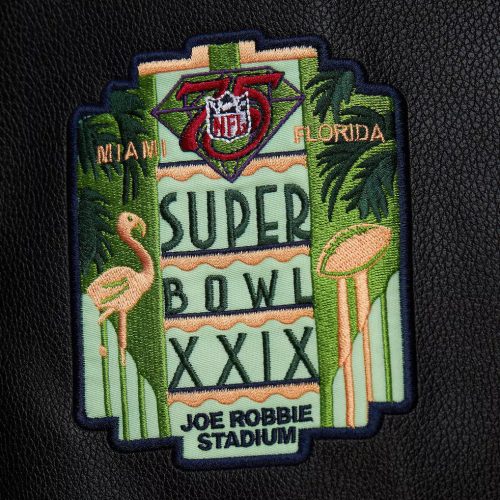 75
NFL
MIAMI FLORIDA
SUPER
BOWL
XXIX
JOE ROBBIE
STADIUM